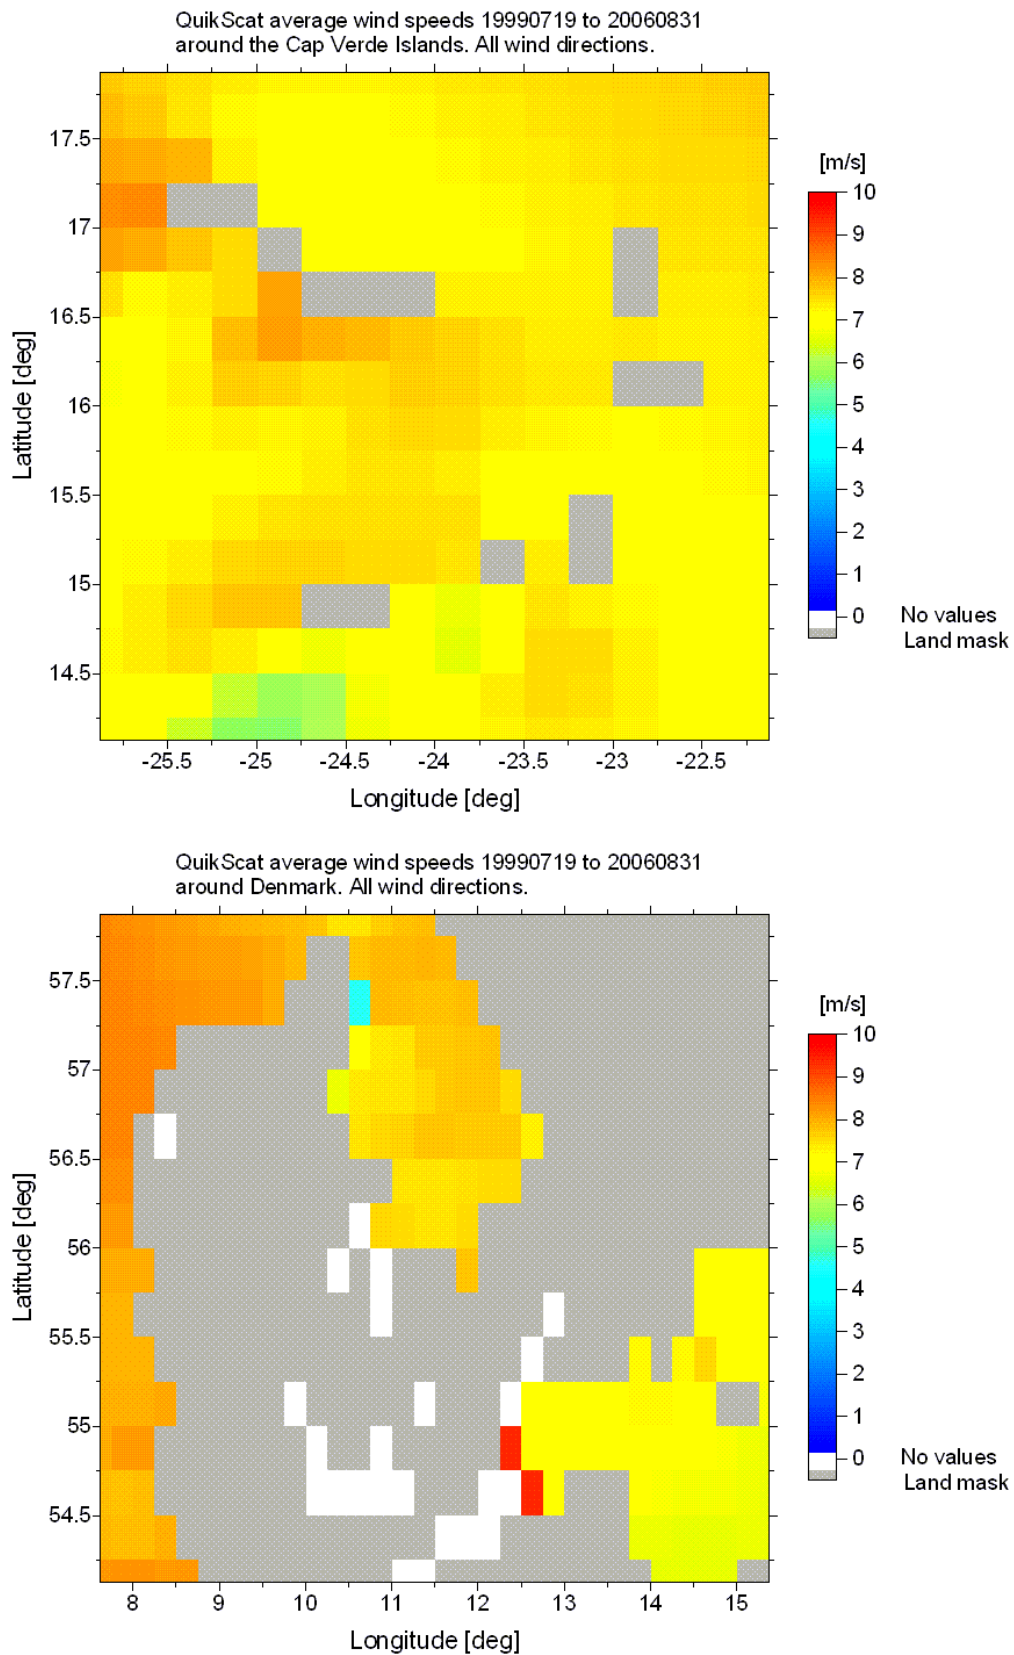 QuikScat average wind speeds 19990719 to 20060831
around the Cap Verde Islands. All wind directions.
17.5
17
16.5
16
15.5
15
14.5
Latitude [deg]
-25.5 -25 -24.5 -24 -23.5 -23 -22.5
Longitude [deg]
[m/s]
10
9
8
7
6
5
4
3
2
1
0 No values
Land mask
QuikScat average wind speeds 19990719 to 20060831
around Denmark. All wind directions.
57.5
57
56.5
56
55.5
55
54.5
Latitude [deg]
8 9 10 11 12 13 14 15
Longitude [deg]
[m/s]
10
9
8
7
6
5
4
3
2
1
0 No values
Land mask